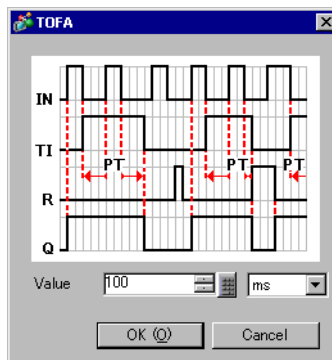 TOFA
IN
TI
PT PT PT
R
Q
Value 100 ms
OK (O) Cancel